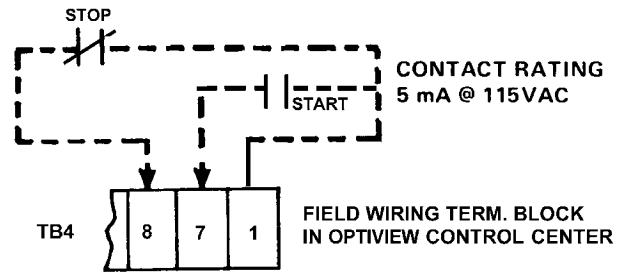 STOP
CONTACT RATING
5 mA @ 115VAC
START
TB4
8
7
1
FIELD WIRING TERM. BLOCK
IN OPTIVIEW CONTROL CENTER